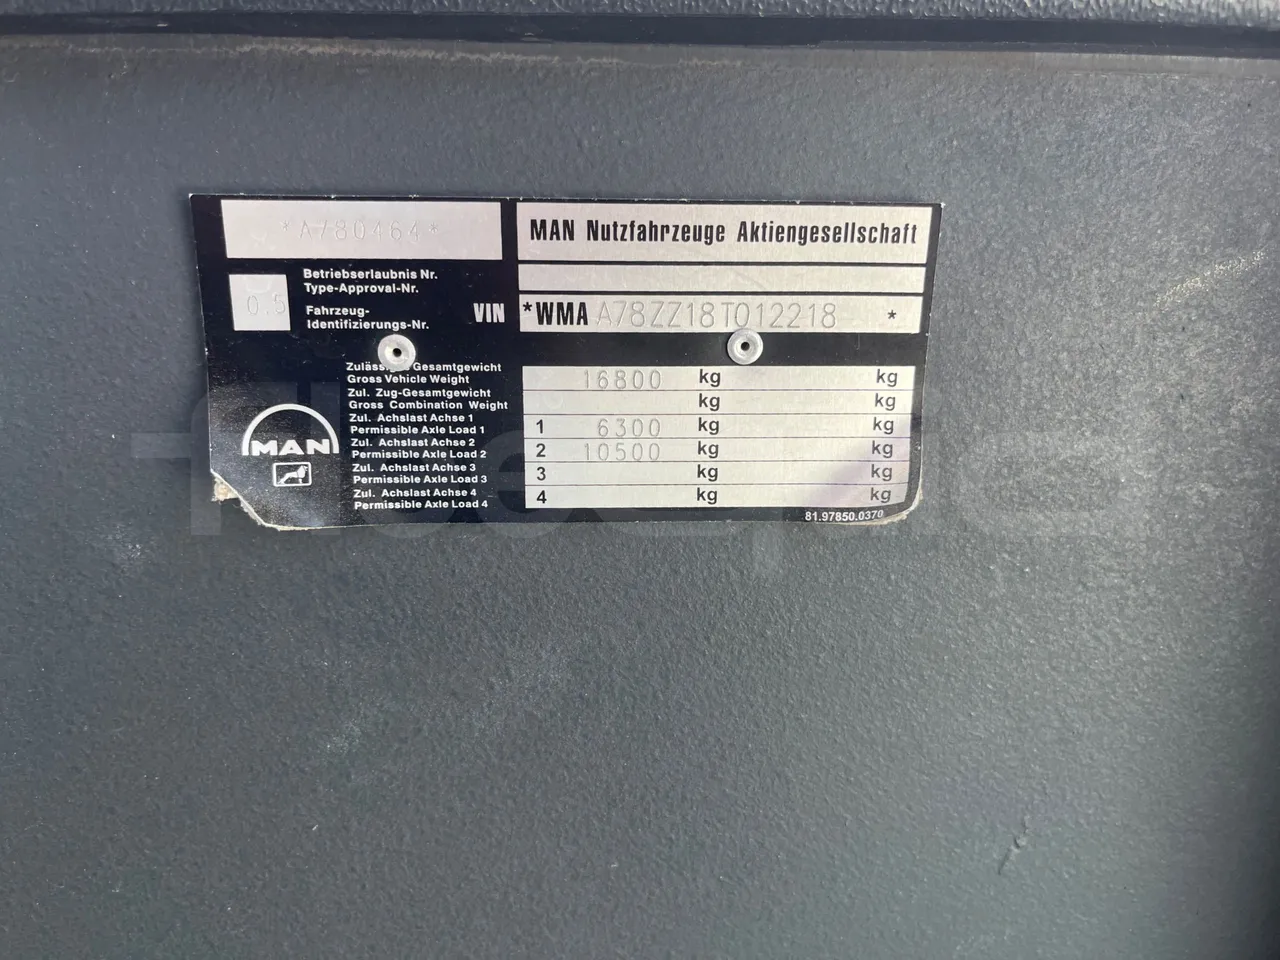 *A780464*
MAN Nutzfahrzeuge Aktiengesellschaft
0.5
Betriebserlaubnis Nr.
Type-Approval-Nr.
Fahrzeug-
Identifizierungs-Nr.
VIN *WMA A78ZZ18T012218 *
Gesamtgewicht
Gross Vehicle Weight 16800 kg kg
Zul. Zug-Gesamtgewicht
Gross Combination Weight kg kg
Zul. Achslast Achse 1
Permissible Axle Load 1 1 6300 kg kg
Zul. Achslast Achse 2
Permissible Axle Load 2 2 10500 kg kg
Zul. Achslast Achse 3
Permissible Axle Load 3 3 kg kg
Zul. Achslast Achse 4
Permissible Axle Load 4 4 kg kg
MAN
81.97850.0370